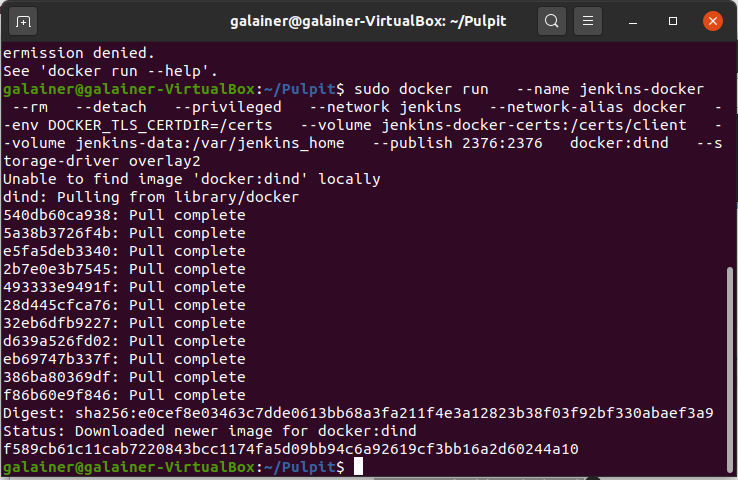 galainer@galainer-VirtualBox: ~/Pulpit
ermission denied.
See 'docker run --help'.
galainer@galainer-VirtualBox:~/Pulpit$ sudo docker run   --name jenkins-docker
 --rm   --detach   --privileged   --network jenkins   --network-alias docker   -
-env DOCKER_TLS_CERTDIR=/certs   --volume jenkins-docker-certs:/certs/client   -
-volume jenkins-data:/var/jenkins_home   --publish 2376:2376   docker:dind   --s
torage-driver overlay2
Unable to find image 'docker:dind' locally
dind: Pulling from library/docker
540db60ca938: Pull complete
5a38b3726f4b: Pull complete
e5fa5deb3340: Pull complete
2b7e0e3b7545: Pull complete
493333e9491f: Pull complete
28d445cfca76: Pull complete
32eb6dfb9227: Pull complete
d639a526fd02: Pull complete
eb69747b337f: Pull complete
386ba80369df: Pull complete
f86b60e9f846: Pull complete
Digest: sha256:e0cef8e03463c7dde0613bb68a3fa211f4e3a12823b38f03f92bf330abaef3a9
Status: Downloaded newer image for docker:dind
f589cb61c11cab7220843bcc1174fa5d09bb94c6a92619cf3bb16a2d60244a10
galainer@galainer-VirtualBox:~/Pulpit$